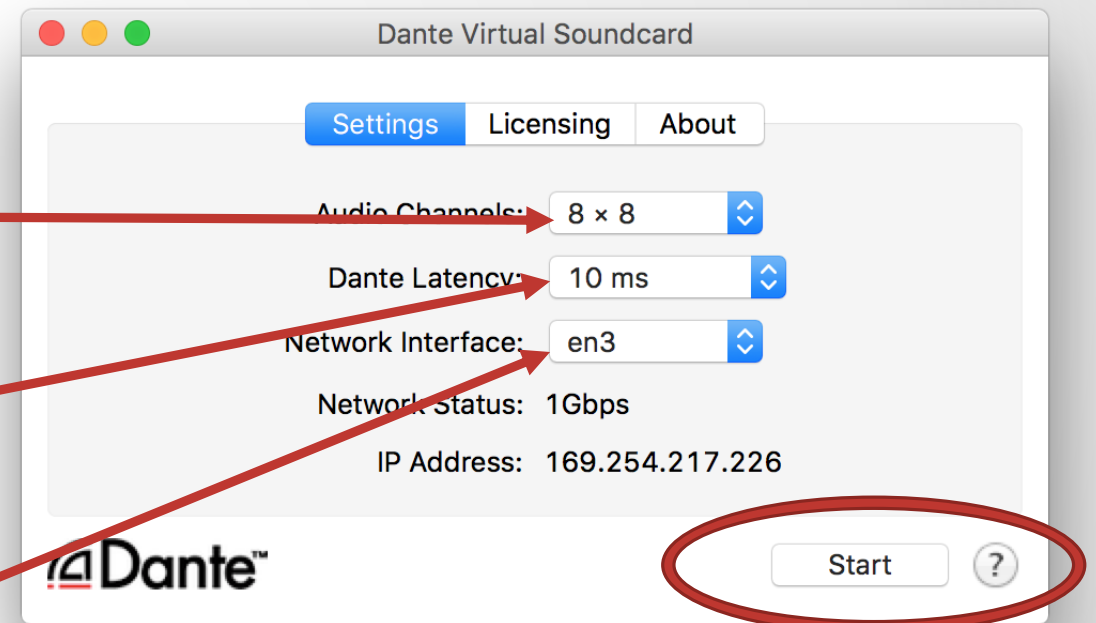 Dante Virtual Soundcard
Settings Licensing About
Audio Channels: 8 × 8
Dante Latency: 10 ms
Network Interface: en3
Network Status: 1Gbps
IP Address: 169.254.217.226
Dante™ Start ?